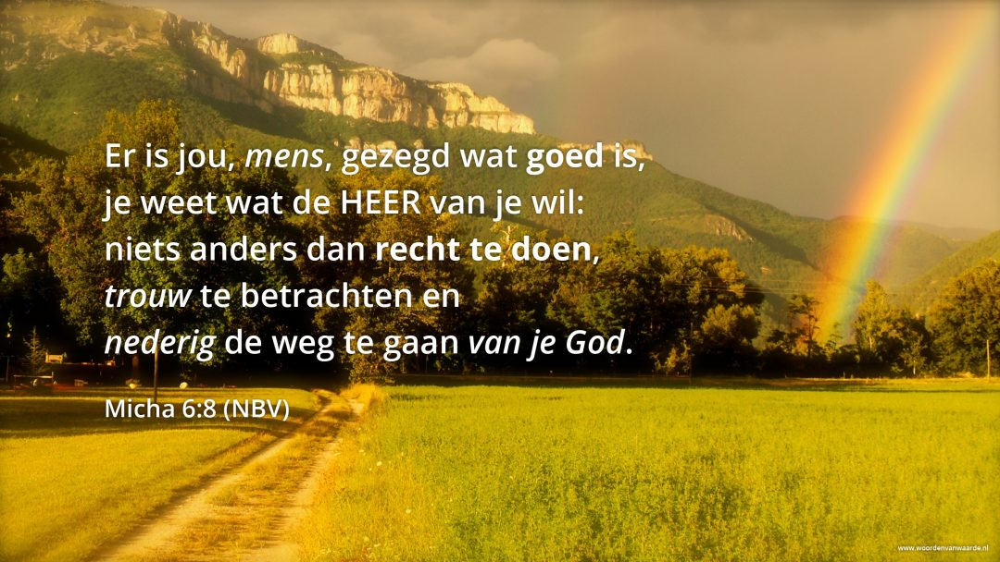 Er is jou, mens, gezegd wat goed is,
je weet wat de HEER van je wil:
niets anders dan recht te doen,
trouw te betrachten en
nederig de weg te gaan van je God.
Micha 6:8 (NBV)
www.woordenvanwaarde.nl